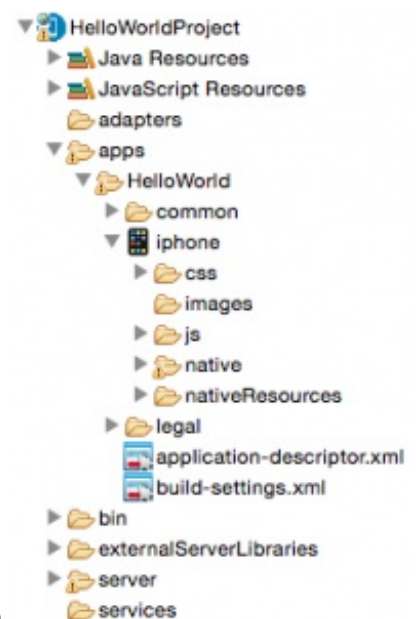 HelloWorldProject
Java Resources
JavaScript Resources
adapters
apps
HelloWorld
common
iphone
css
images
js
native
nativeResources
legal
application-descriptor.xml
build-settings.xml
bin
externalServerLibraries
server
services